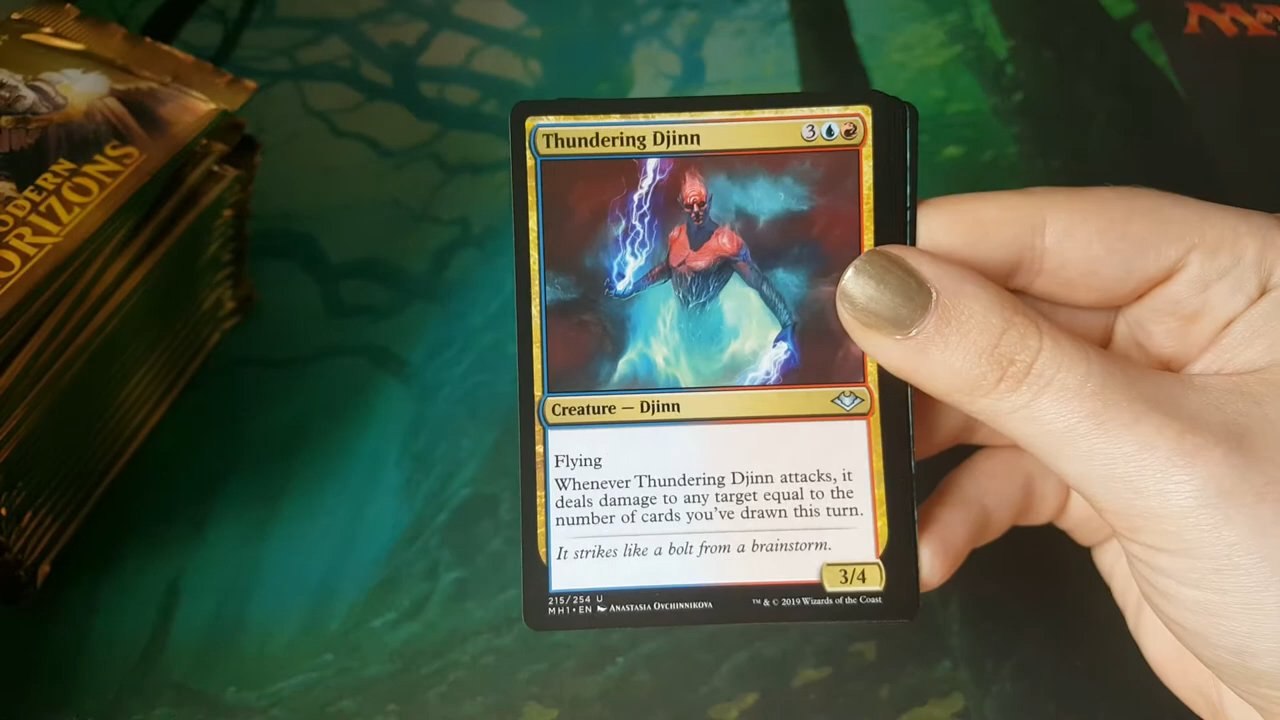 ODERN
ORIZONS
Thundering Djinn
3
Creature — Djinn
Flying
Whenever Thundering Djinn attacks, it
deals damage to any target equal to the
number of cards you've drawn this turn.
It strikes like a bolt from a brainstorm.
3/4
215/254 U
MH1•EN ANASTASIA OVCHINNIKOVA
™ & © 2019 Wizards of the Coast